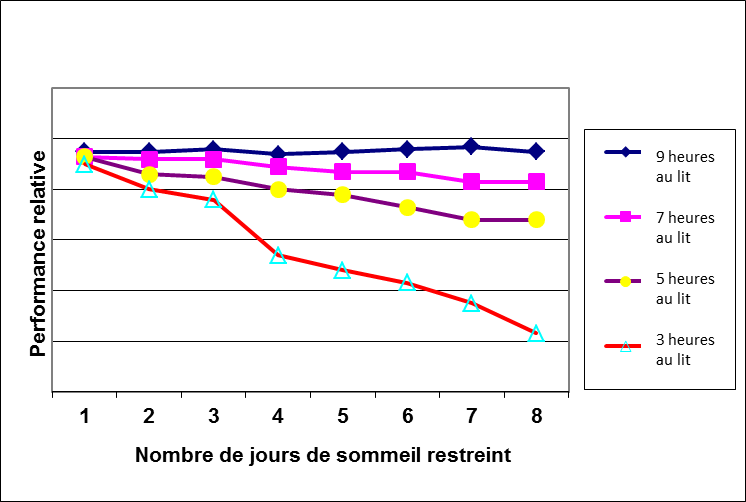 Performance relative
1 2 3 4 5 6 7 8
Nombre de jours de sommeil restreint
9 heures
au lit
7 heures
au lit
5 heures
au lit
3 heures
au lit